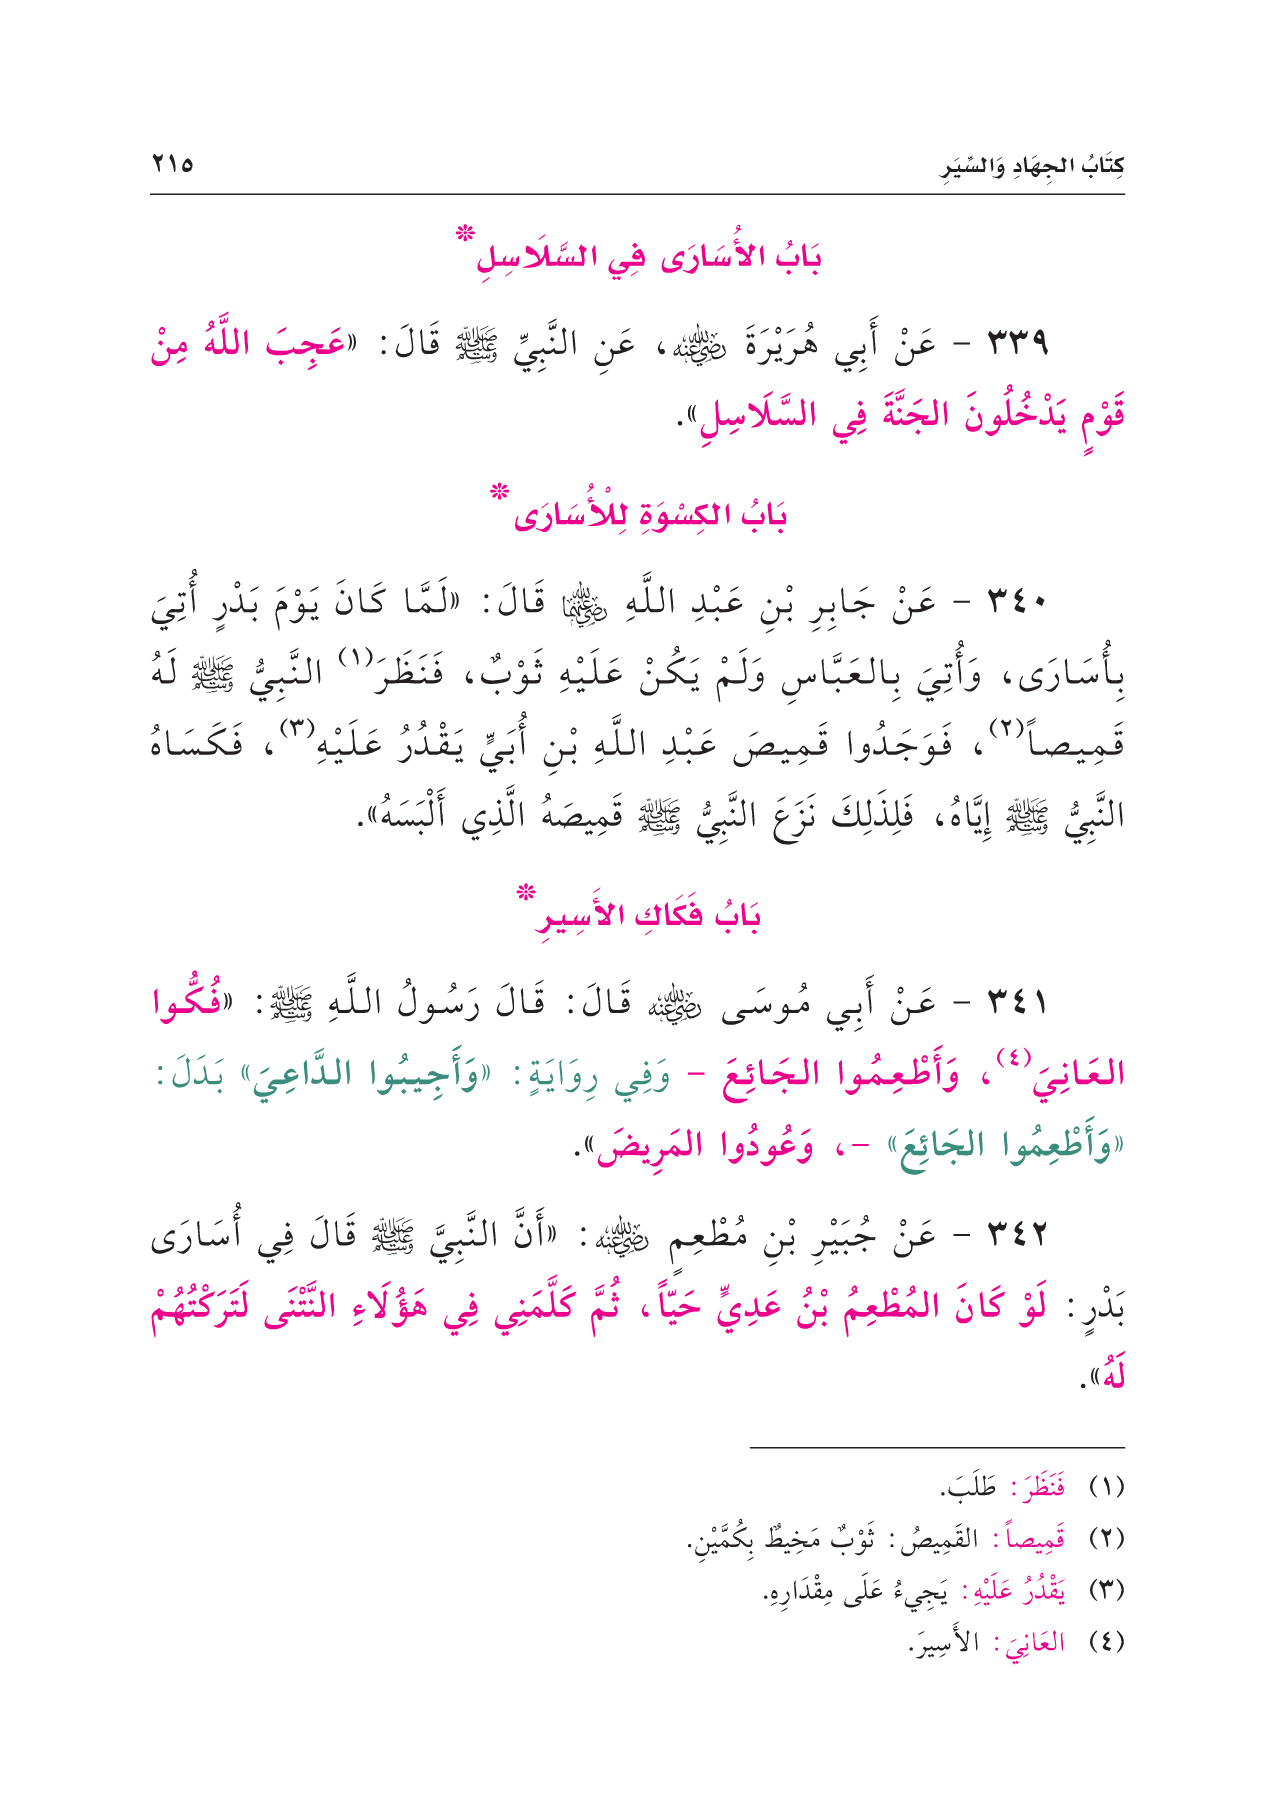 كِتَابُ الجِهَادِ وَالسِّيَرِ ٢١٥
بَابُ الأُسَارَى فِي السَّلَاسِلِ*
٣٣٩ - عَنْ أَبِي هُرَيْرَةَ رضي الله عنه، عَنِ النَّبِيِّ ﷺ قَالَ: «عَجِبَ اللَّهُ مِنْ
قَوْمٍ يَدْخُلُونَ الجَنَّةَ فِي السَّلَاسِلِ».
بَابُ الكِسْوَةِ لِلْأُسَارَى*
٣٤٠ - عَنْ جَابِرِ بْنِ عَبْدِ اللَّهِ رضي الله عنهما قَالَ: «لَمَّا كَانَ يَوْمَ بَدْرٍ أُتِيَ
بِأُسَارَى، وَأُتِيَ بِالعَبَّاسِ وَلَمْ يَكُنْ عَلَيْهِ ثَوْبٌ، فَنَظَرَ(١) النَّبِيُّ ﷺ لَهُ
قَمِيصاً(٢)، فَوَجَدُوا قَمِيصَ عَبْدِ اللَّهِ بْنِ أُبَيٍّ يَقْدُرُ عَلَيْهِ(٣)، فَكَسَاهُ
النَّبِيُّ ﷺ إِيَّاهُ، فَلِذَلِكَ نَزَعَ النَّبِيُّ ﷺ قَمِيصَهُ الَّذِي أَلْبَسَهُ».
بَابُ فَكَاكِ الأَسِيرِ*
٣٤١ - عَنْ أَبِي مُوسَى رضي الله عنه قَالَ: قَالَ رَسُولُ اللَّهِ ﷺ: «فُكُّوا
العَانِيَ(٤)، وَأَطْعِمُوا الجَائِعَ - وَفِي رِوَايَةٍ: «وَأَجِيبُوا الدَّاعِيَ» بَدَلَ:
«وَأَطْعِمُوا الجَائِعَ» -، وَعُودُوا المَرِيضَ».
٣٤٢ - عَنْ جُبَيْرِ بْنِ مُطْعِمٍ رضي الله عنه: «أَنَّ النَّبِيَّ ﷺ قَالَ فِي أُسَارَى
بَدْرٍ: لَوْ كَانَ المُطْعِمُ بْنُ عَدِيٍّ حَيّاً، ثُمَّ كَلَّمَنِي فِي هَؤُلَاءِ النَّتْنَى لَتَرَكْتُهُمْ
لَهُ».
(١) فَنَظَرَ: طَلَبَ.
(٢) قَمِيصاً: القَمِيصُ: ثَوْبٌ مَخِيطٌ بِكُمَّيْنِ.
(٣) يَقْدُرُ عَلَيْهِ: يَجِيءُ عَلَى مِقْدَارِهِ.
(٤) العَانِيَ: الأَسِيرَ.